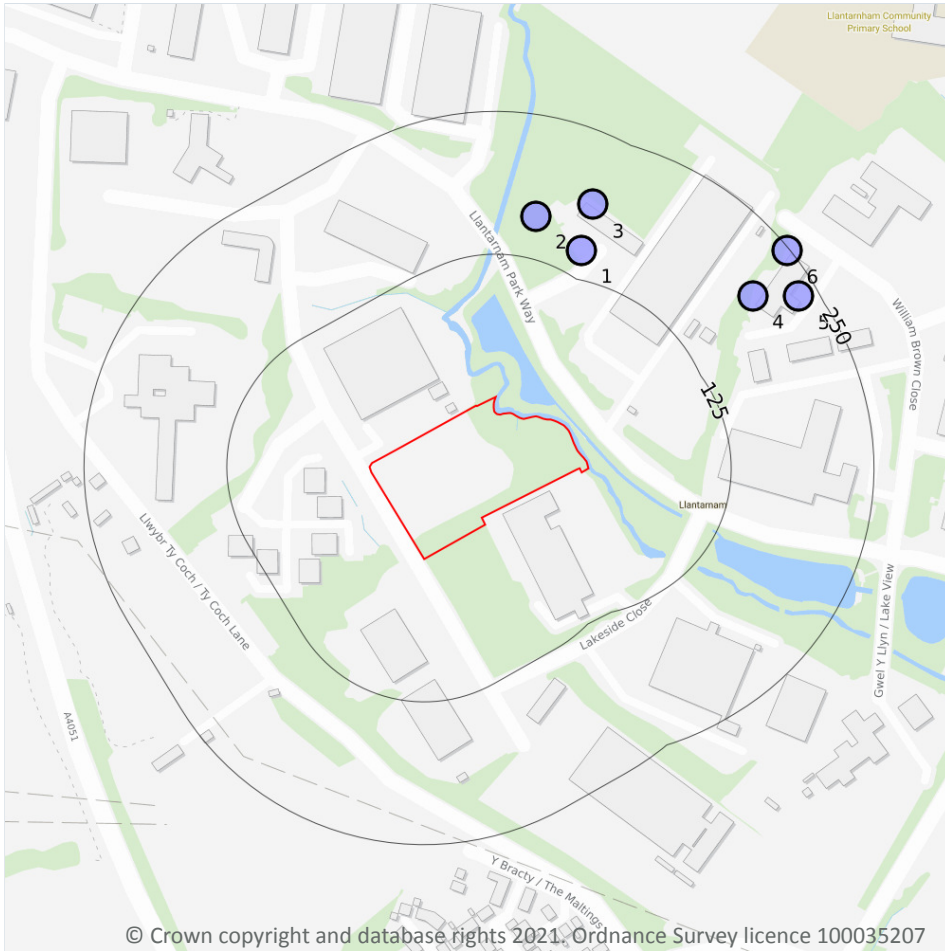 Llantarnham Community
Primary School
Llantarnam Park Way
2
3
1
6
4
5
250
125
William Brown Close
Llantarnam
Llwybr Ty Coch / Ty Coch Lane
Lakeside Close
Gwel Y Llyn / Lake View
A4051
Y Bracty / The Maltings
© Crown copyright and database rights 2021. Ordnance Survey licence 100035207